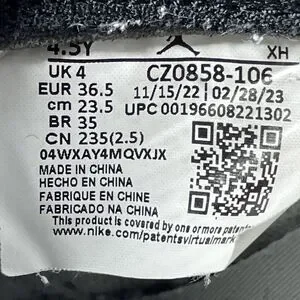 4.5Y XH
UK 4 CZ0858-106
EUR 36.5 11/15/22 02/28/23
cm 23.5 UPC 00196608221302
BR 35
CN 235(2.5)
04WXAY4MQVXJX
MADE IN CHINA
HECHO EN CHINA
FABRIQUE EN CHINE
FABRICADO EN CHINA
This product is covered by one or more patents. See
www.nike.com/patentsvirtualmark